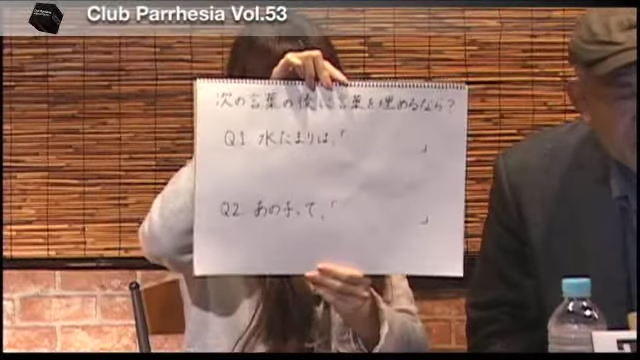 Club Parrhesia Vol.53
次の言葉の後に言葉を埋めるなら?
Q1 水たまりは、「 」
Q2 あの子って、「 」